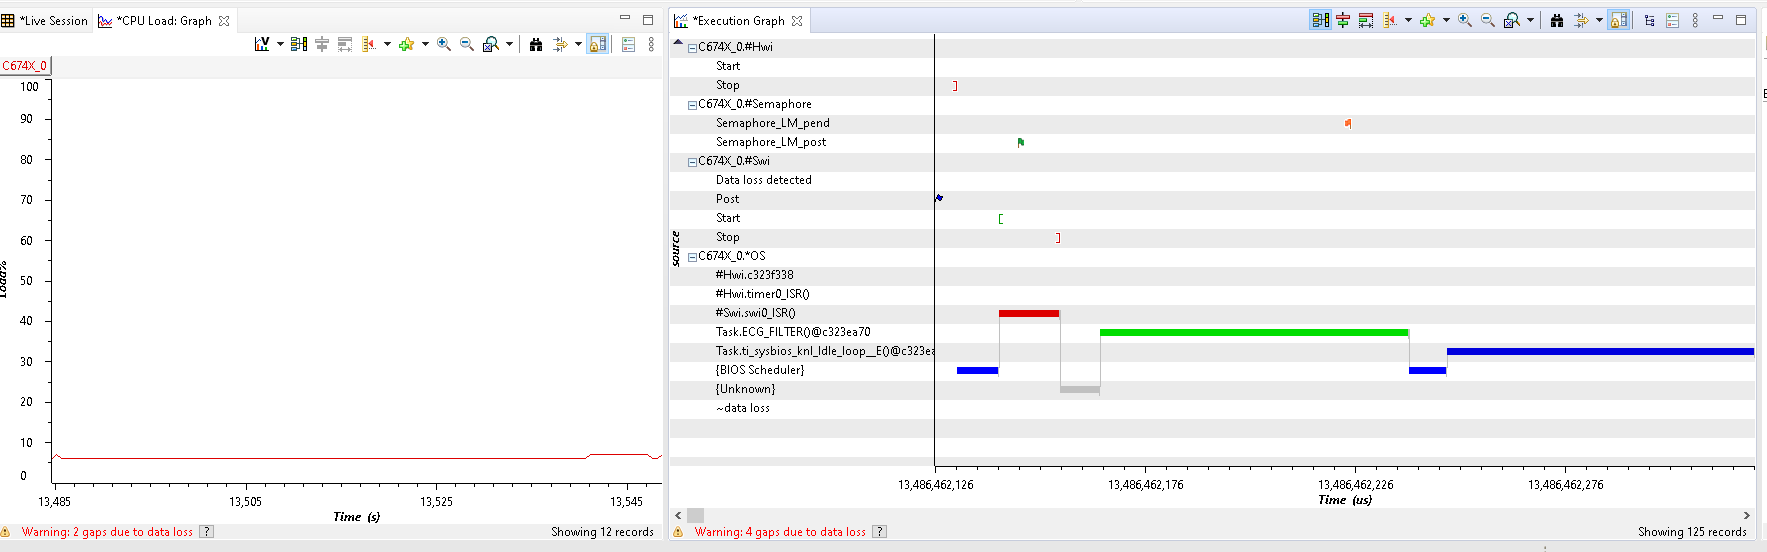 *Live Session
*CPU Load: Graph
C674X_0
100
90
80
70
60
50
40
30
20
10
0
Load%
13,485
13,505
13,525
13,545
Time (s)
Warning: 2 gaps due to data loss
?
Showing 12 records
*Execution Graph
source
C674X_0.#Hwi
Start
Stop
C674X_0.#Semaphore
Semaphore_LM_pend
Semaphore_LM_post
C674X_0.#Swi
Data loss detected
Post
Start
Stop
C674X_0.*OS
#Hwi.c323f338
#Hwi.timer0_ISR()
#Swi.swi0_ISR()
Task.ECG_FILTER()@c323ea70
Task.ti_sysbios_knl_Idle_loop__E()@c323ea
{BIOS Scheduler}
{Unknown}
~data loss
13,486,462,126
13,486,462,176
13,486,462,226
13,486,462,276
Time (us)
Warning: 4 gaps due to data loss
?
Showing 125 records